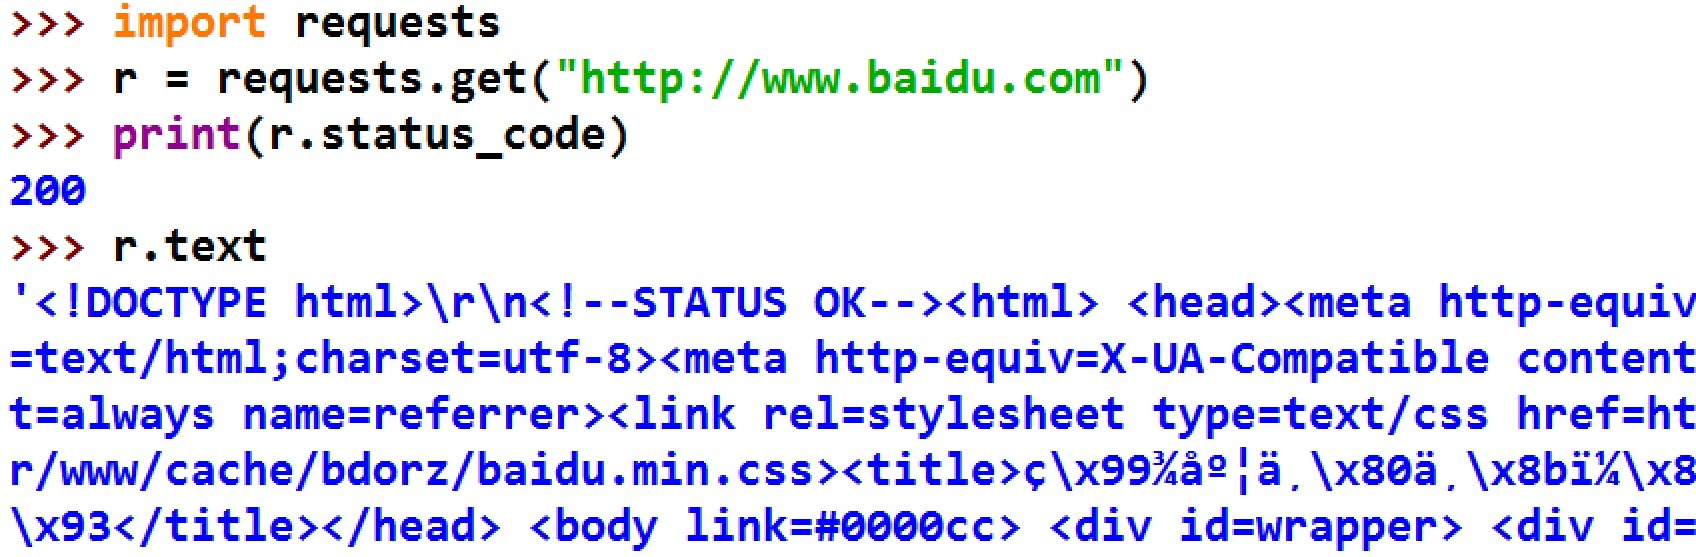 >>> import requests
>>> r = requests.get("http://www.baidu.com")
>>> print(r.status_code)
200
>>> r.text
'<!DOCTYPE html>\r\n<!--STATUS OK--><html> <head><meta http-equiv
=text/html;charset=utf-8><meta http-equiv=X-UA-Compatible content
t=always name=referrer><link rel=stylesheet type=text/css href=ht
r/www/cache/bdorz/baidu.min.css><title>ç\x99¾åº¦ä¸\x80ä¸\x8bï¼\x8
\x93</title></head> <body link=#0000cc> <div id=wrapper> <div id=